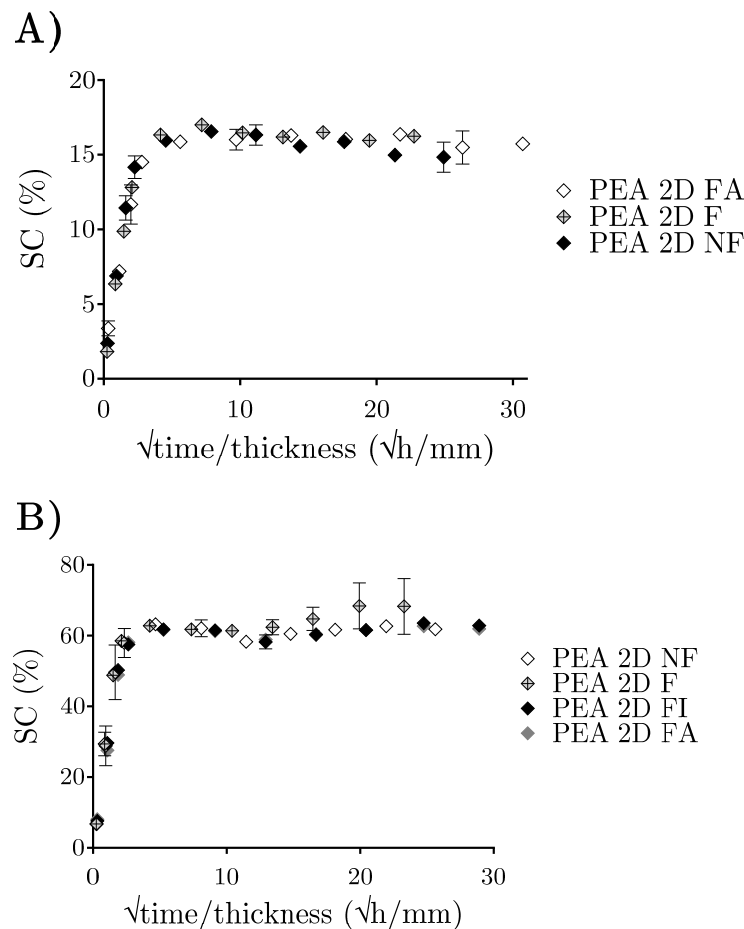 A)
20
15
10
5
0
SC (%)
0 10 20 30
√time/thickness (√h/mm)
PEA 2D FA
PEA 2D F
PEA 2D NF
B)
80
60
40
20
0
SC (%)
0 10 20 30
√time/thickness (√h/mm)
PEA 2D NF
PEA 2D F
PEA 2D FI
PEA 2D FA